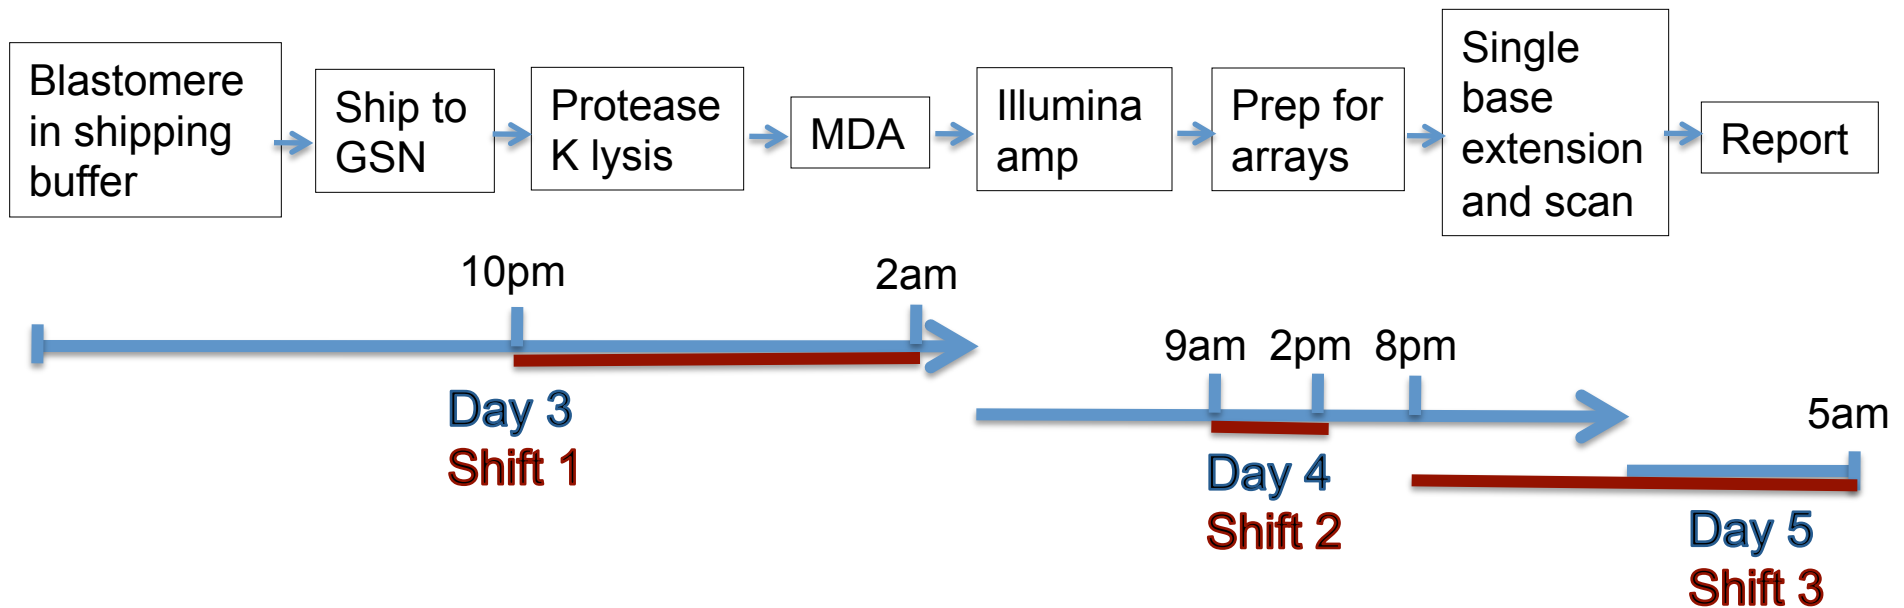 Blastomere
in shipping
buffer
Ship to
GSN
Protease
K lysis
MDA
Illumina
amp
Prep for
arrays
Single
base
extension
and scan
Report
10pm
2am
Day 3
Shift 1
9am
2pm
8pm
Day 4
Shift 2
5am
Day 5
Shift 3